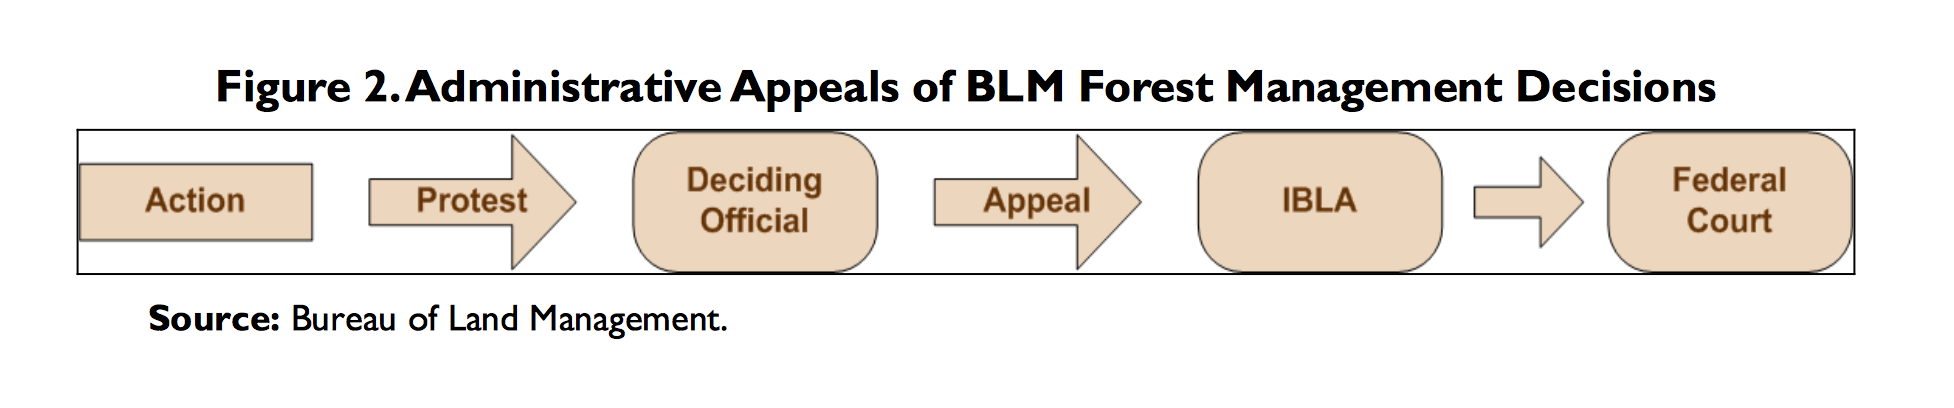 Figure 2. Administrative Appeals of BLM Forest Management Decisions
Action
Protest
Deciding
Official
Appeal
IBLA
Federal
Court
Source: Bureau of Land Management.